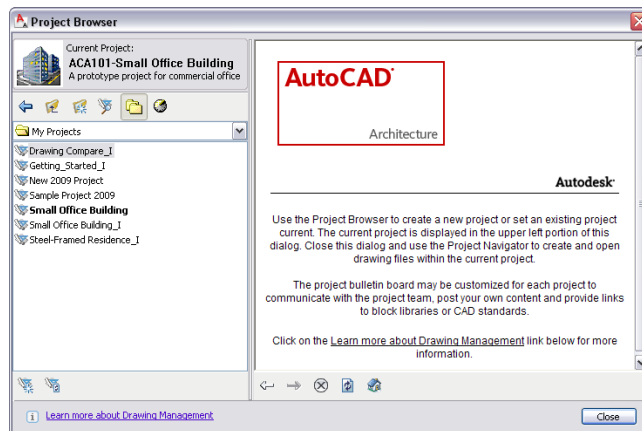 Project Browser
Current Project:
ACA101-Small Office Building
A prototype project for commercial office
My Projects
Drawing Compare_I
Getting_Started_I
New 2009 Project
Sample Project 2009
Small Office Building
Small Office Building_I
Steel-Framed Residence_I
AutoCAD
Architecture
Autodesk
Use the Project Browser to create a new project or set an existing project
current. The current project is displayed in the upper left portion of this
dialog. Close this dialog and use the Project Navigator to create and open
drawing files within the current project.
The project bulletin board may be customized for each project to
communicate with the project team, post your own content and provide links
to block libraries or CAD standards.
Click on the Learn more about Drawing Management link below for more
information.
Learn more about Drawing Management
Close